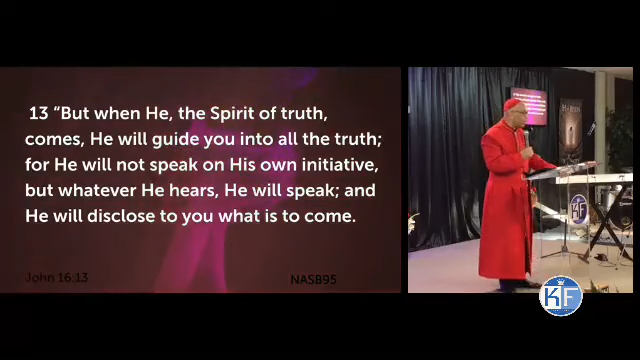 13 “But when He, the Spirit of truth,
comes, He will guide you into all the truth;
for He will not speak on His own initiative,
but whatever He hears, He will speak; and
He will disclose to you what is to come.
John 16:13
NASB95
KF
KF